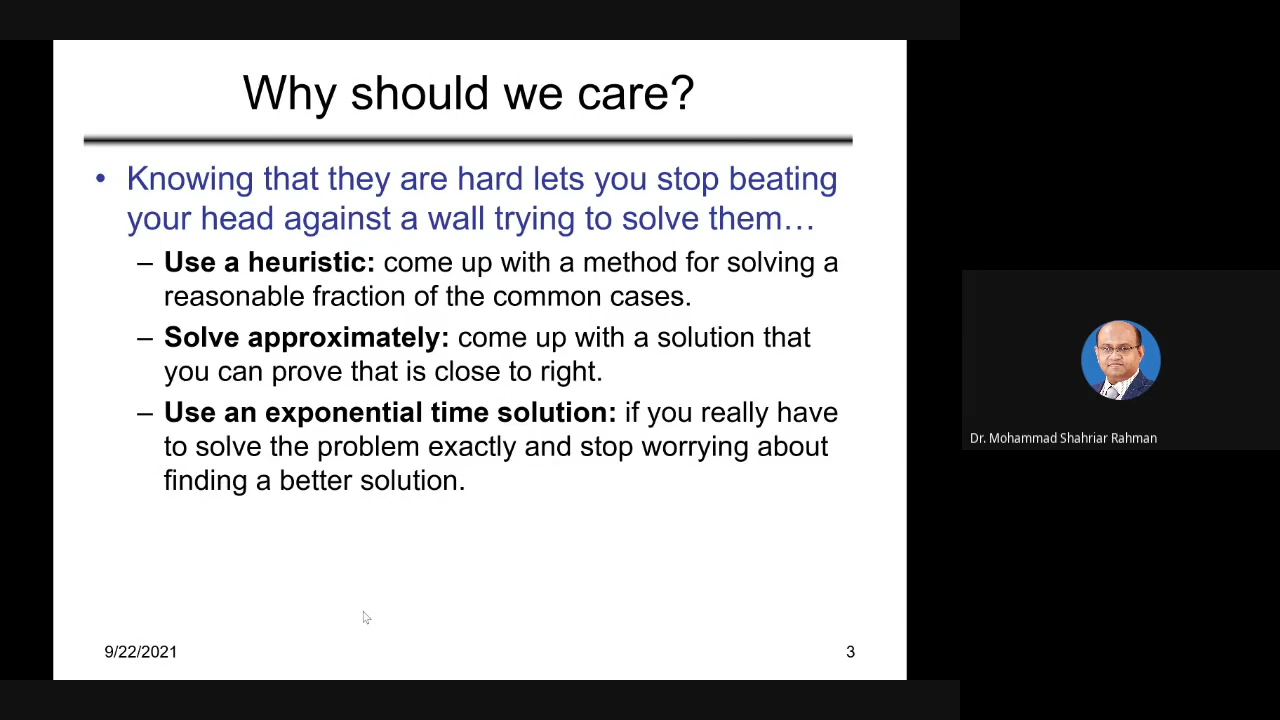 Why should we care?
• Knowing that they are hard lets you stop beating
your head against a wall trying to solve them…
– Use a heuristic: come up with a method for solving a
reasonable fraction of the common cases.
– Solve approximately: come up with a solution that
you can prove that is close to right.
– Use an exponential time solution: if you really have
to solve the problem exactly and stop worrying about
finding a better solution.
9/22/2021
3
Dr. Mohammad Shahriar Rahman